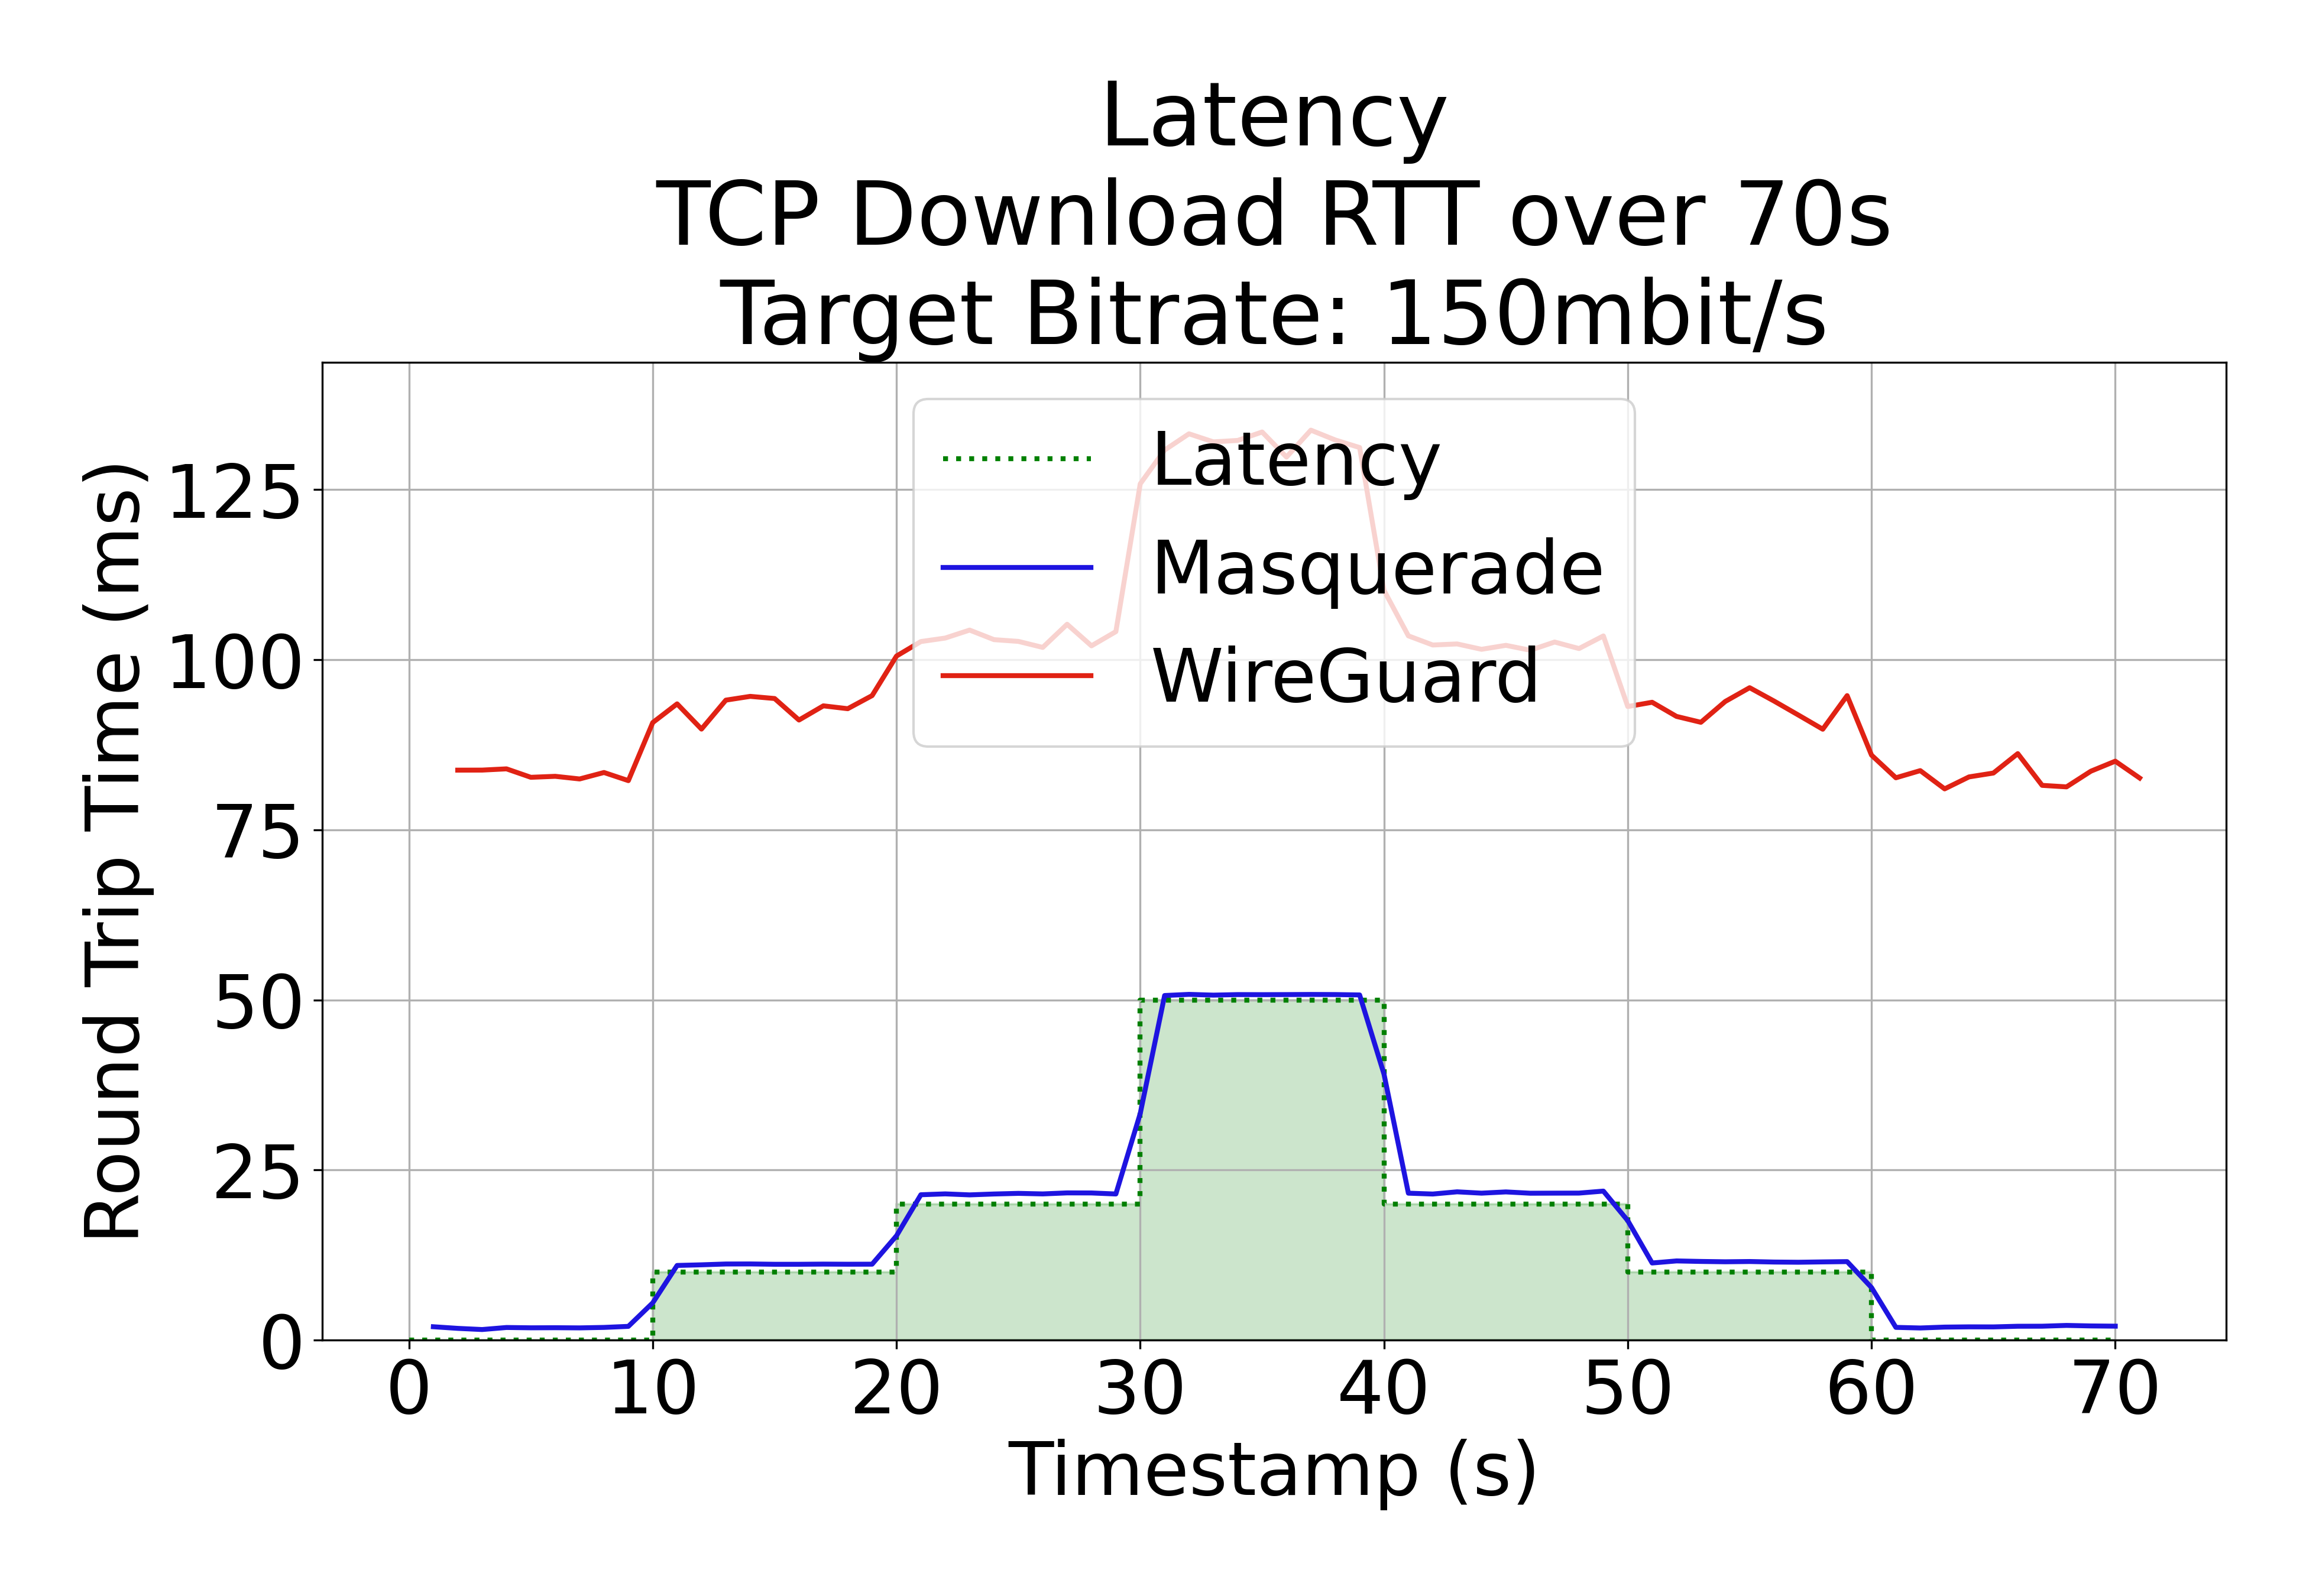 Latency
TCP Download RTT over 70s
Target Bitrate: 150mbit/s
Round Trip Time (ms)
125
100
75
50
25
0
Latency
Masquerade
WireGuard
0 10 20 30 40 50 60 70
Timestamp (s)